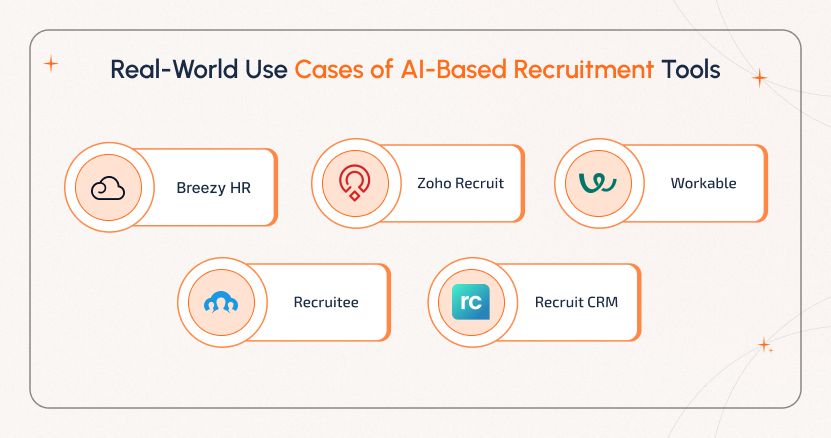 Real-World Use Cases of AI-Based Recruitment Tools
Breezy HR
Zoho Recruit
Workable
Recruitee
rc
Recruit CRM